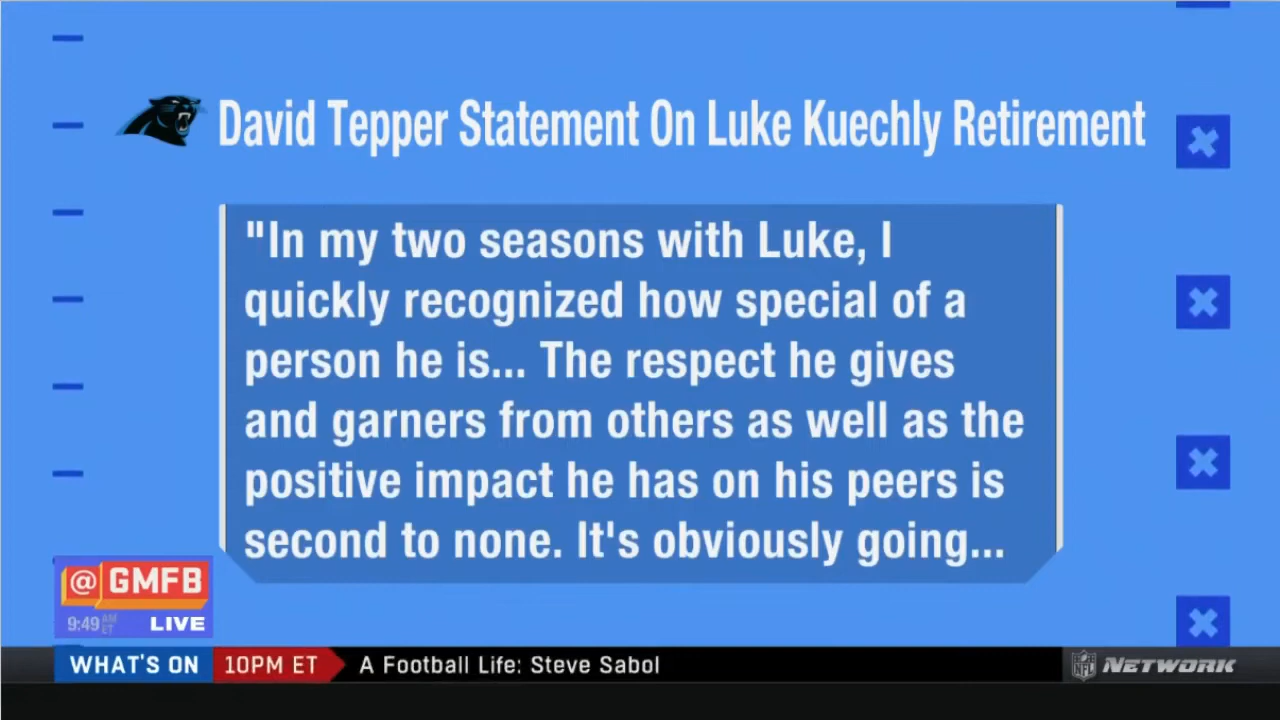 David Tepper Statement On Luke Kuechly Retirement
"In my two seasons with Luke, I
quickly recognized how special of a
person he is... The respect he gives
and garners from others as well as the
positive impact he has on his peers is
second to none. It's obviously going...
@ GMFB
9:49 AM ET LIVE
WHAT'S ON 10PM ET A Football Life: Steve Sabol NFL NETWORK